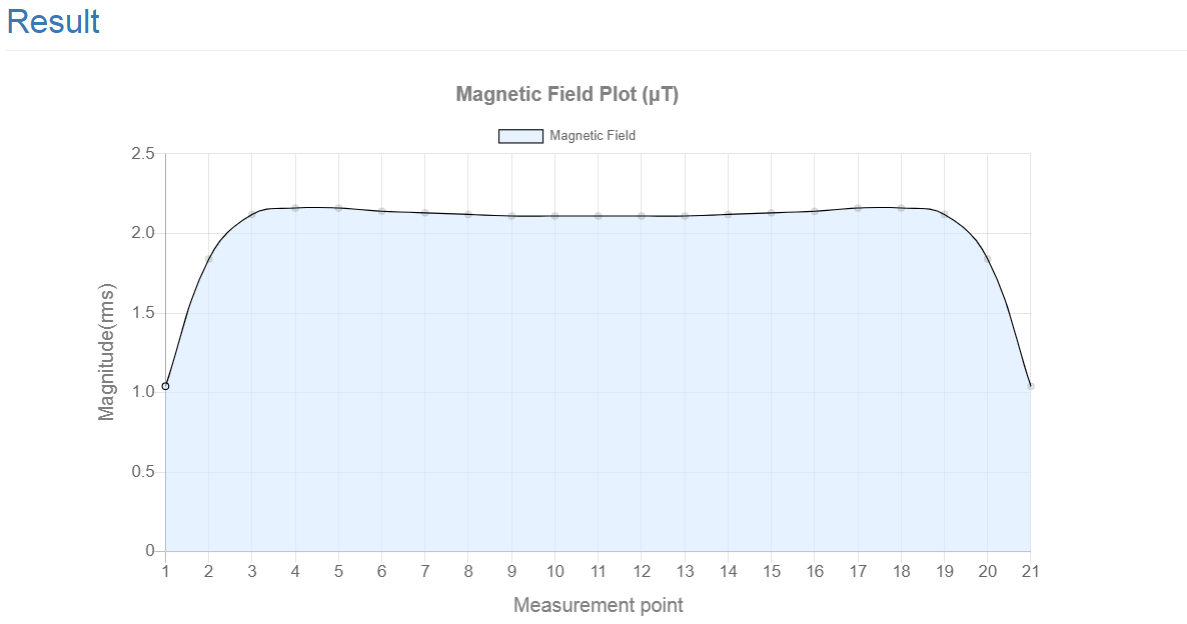 Result
Magnetic Field Plot (µT)
Magnetic Field
2.5
2.0
1.5
1.0
0.5
0
Magnitude(rms)
1 2 3 4 5 6 7 8 9 10 11 12 13 14 15 16 17 18 19 20 21
Measurement point